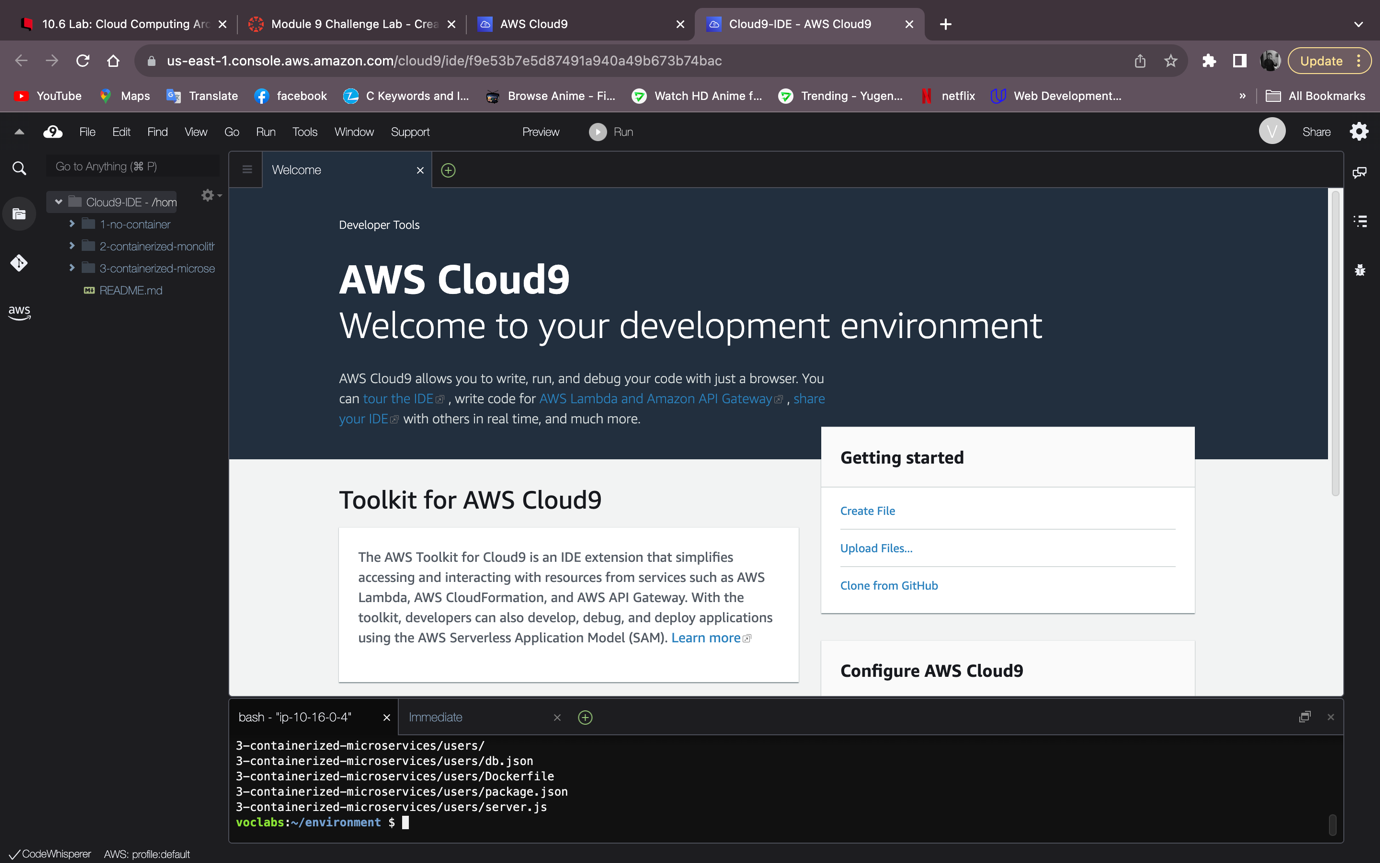 10.6 Lab: Cloud Computing Arc
Module 9 Challenge Lab - Crea
AWS Cloud9
Cloud9-IDE - AWS Cloud9
us-east-1.console.aws.amazon.com/cloud9/ide/f9e53b7e5d87491a940a49b673b74bac
Update
YouTube
Maps
Translate
facebook
C Keywords and I...
Browse Anime - Fi...
Watch HD Anime f...
Trending - Yugen...
netflix
Web Development...
»
All Bookmarks
9 File Edit Find View Go Run Tools Window Support Preview Run V Share
Go to Anything (⌘ P)
Cloud9-IDE - /hom
1-no-container
2-containerized-monolith
3-containerized-microse
README.md
aws
Welcome
Developer Tools
AWS Cloud9
Welcome to your development environment
AWS Cloud9 allows you to write, run, and debug your code with just a browser. You
can tour the IDE , write code for AWS Lambda and Amazon API Gateway , share
your IDE with others in real time, and much more.
Toolkit for AWS Cloud9
The AWS Toolkit for Cloud9 is an IDE extension that simplifies
accessing and interacting with resources from services such as AWS
Lambda, AWS CloudFormation, and AWS API Gateway. With the
toolkit, developers can also develop, debug, and deploy applications
using the AWS Serverless Application Model (SAM). Learn more
Getting started
Create File
Upload Files...
Clone from GitHub
Configure AWS Cloud9
bash - "ip-10-16-0-4"
Immediate
3-containerized-microservices/users/
3-containerized-microservices/users/db.json
3-containerized-microservices/users/Dockerfile
3-containerized-microservices/users/package.json
3-containerized-microservices/users/server.js
voclabs:~/environment $
CodeWhisperer AWS: profile:default